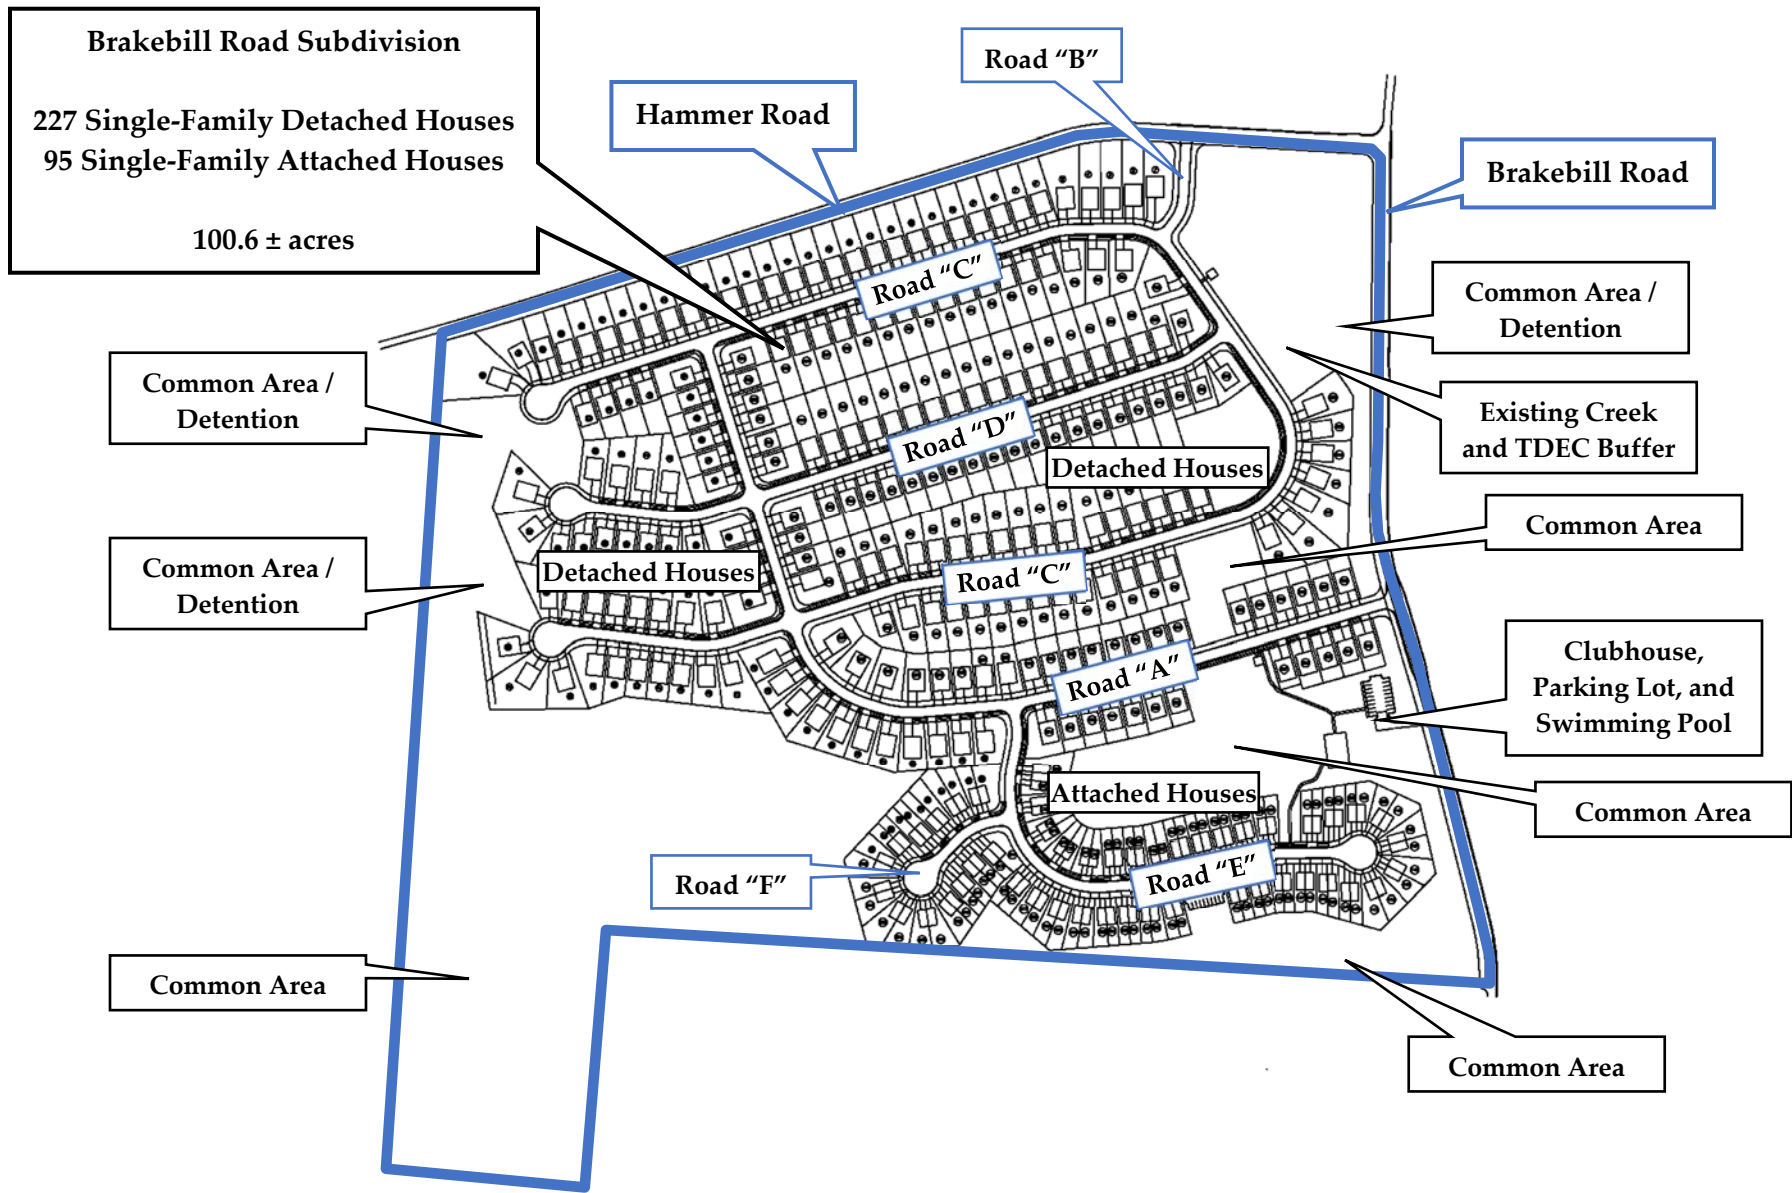 Brakebill Road Subdivision
227 Single-Family Detached Houses
95 Single-Family Attached Houses
100.6 ± acres
Hammer Road
Road “B”
Brakebill Road
Road “C”
Common Area /
Detention
Common Area /
Detention
Existing Creek
and TDEC Buffer
Road “D”
Detached Houses
Common Area
Common Area /
Detention
Detached Houses
Road “C”
Clubhouse,
Parking Lot, and
Swimming Pool
Road “A”
Attached Houses
Common Area
Road “F”
Road “E”
Common Area
Common Area